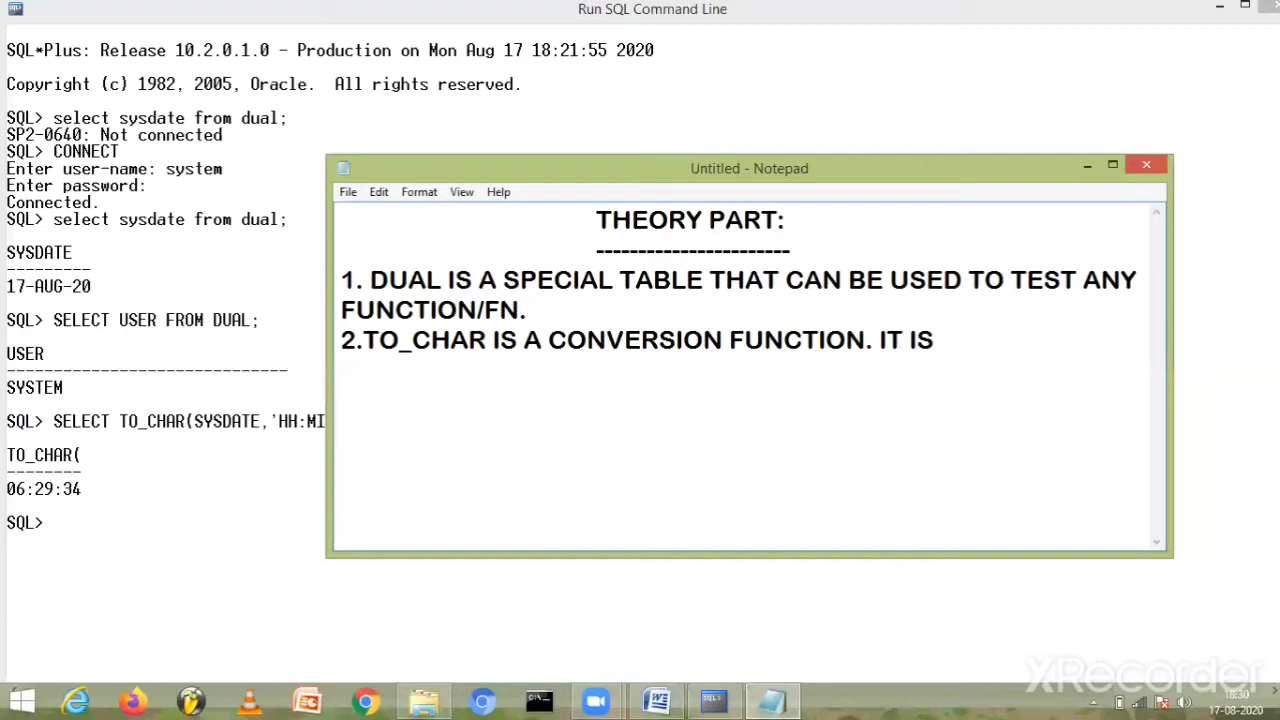 Run SQL Command Line
SQL*Plus: Release 10.2.0.1.0 - Production on Mon Aug 17 18:21:55 2020
Copyright (c) 1982, 2005, Oracle.  All rights reserved.
SQL> select sysdate from dual;
SP2-0640: Not connected
SQL> CONNECT
Enter user-name: system
Enter password:
Connected.
SQL> select sysdate from dual;
SYSDATE
---------
17-AUG-20
SQL> SELECT USER FROM DUAL;
USER
------------------------------
SYSTEM
SQL> SELECT TO_CHAR(SYSDATE,'HH:MI
TO_CHAR(
--------
06:29:34
SQL>
Untitled - Notepad
File Edit Format View Help
THEORY PART:
-----------------------
1. DUAL IS A SPECIAL TABLE THAT CAN BE USED TO TEST ANY
FUNCTION/FN.
2.TO_CHAR IS A CONVERSION FUNCTION. IT IS
XRecorder
18:30
17-08-2020